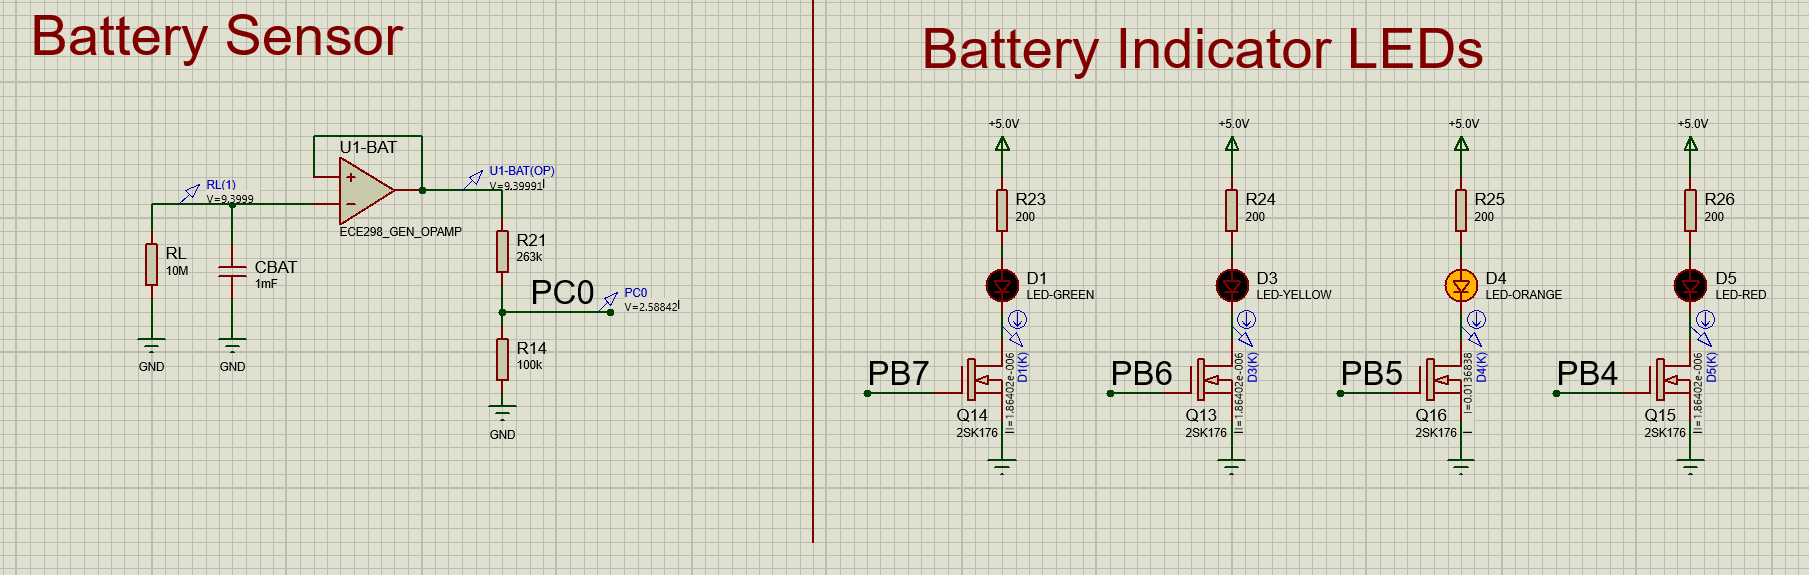 Battery Sensor
Battery Indicator LEDs
U1-BAT
+
−
ECE298_GEN_OPAMP
RL(1)
V=9.3999
U1-BAT(OP)
V=9.39991
RL
10M
CBAT
1mF
R21
263k
PC0
PC0
V=2.58842
R14
100k
GND
GND
GND
+5.0V
+5.0V
+5.0V
+5.0V
R23
200
R24
200
R25
200
R26
200
D1
LED-GREEN
D3
LED-YELLOW
D4
LED-ORANGE
D5
LED-RED
PB7
D1(K)
I=1.86402e-006
Q14
2SK176
PB6
D3(K)
I=1.86402e-006
Q13
2SK176
PB5
D4(K)
I=0.0136838
Q16
2SK176
PB4
D5(K)
I=1.86402e-006
Q15
2SK176